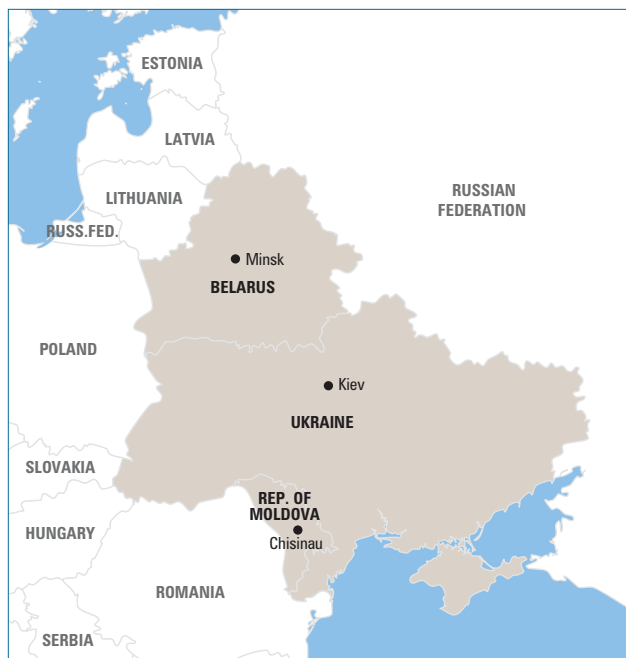 ESTONIA
LATVIA
LITHUANIA
RUSSIAN
FEDERATION
RUSS.FED.
Minsk
BELARUS
POLAND
Kiev
UKRAINE
SLOVAKIA
REP. OF
MOLDOVA
HUNGARY
Chisinau
ROMANIA
SERBIA